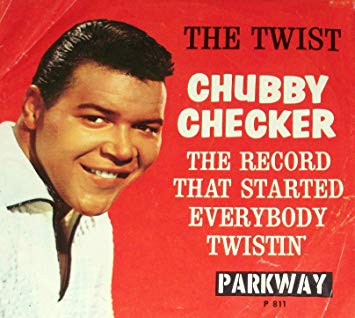 THE TWIST
CHUBBY
CHECKER
THE RECORD
THAT STARTED
EVERYBODY
TWISTIN'
PARKWAY
P 811